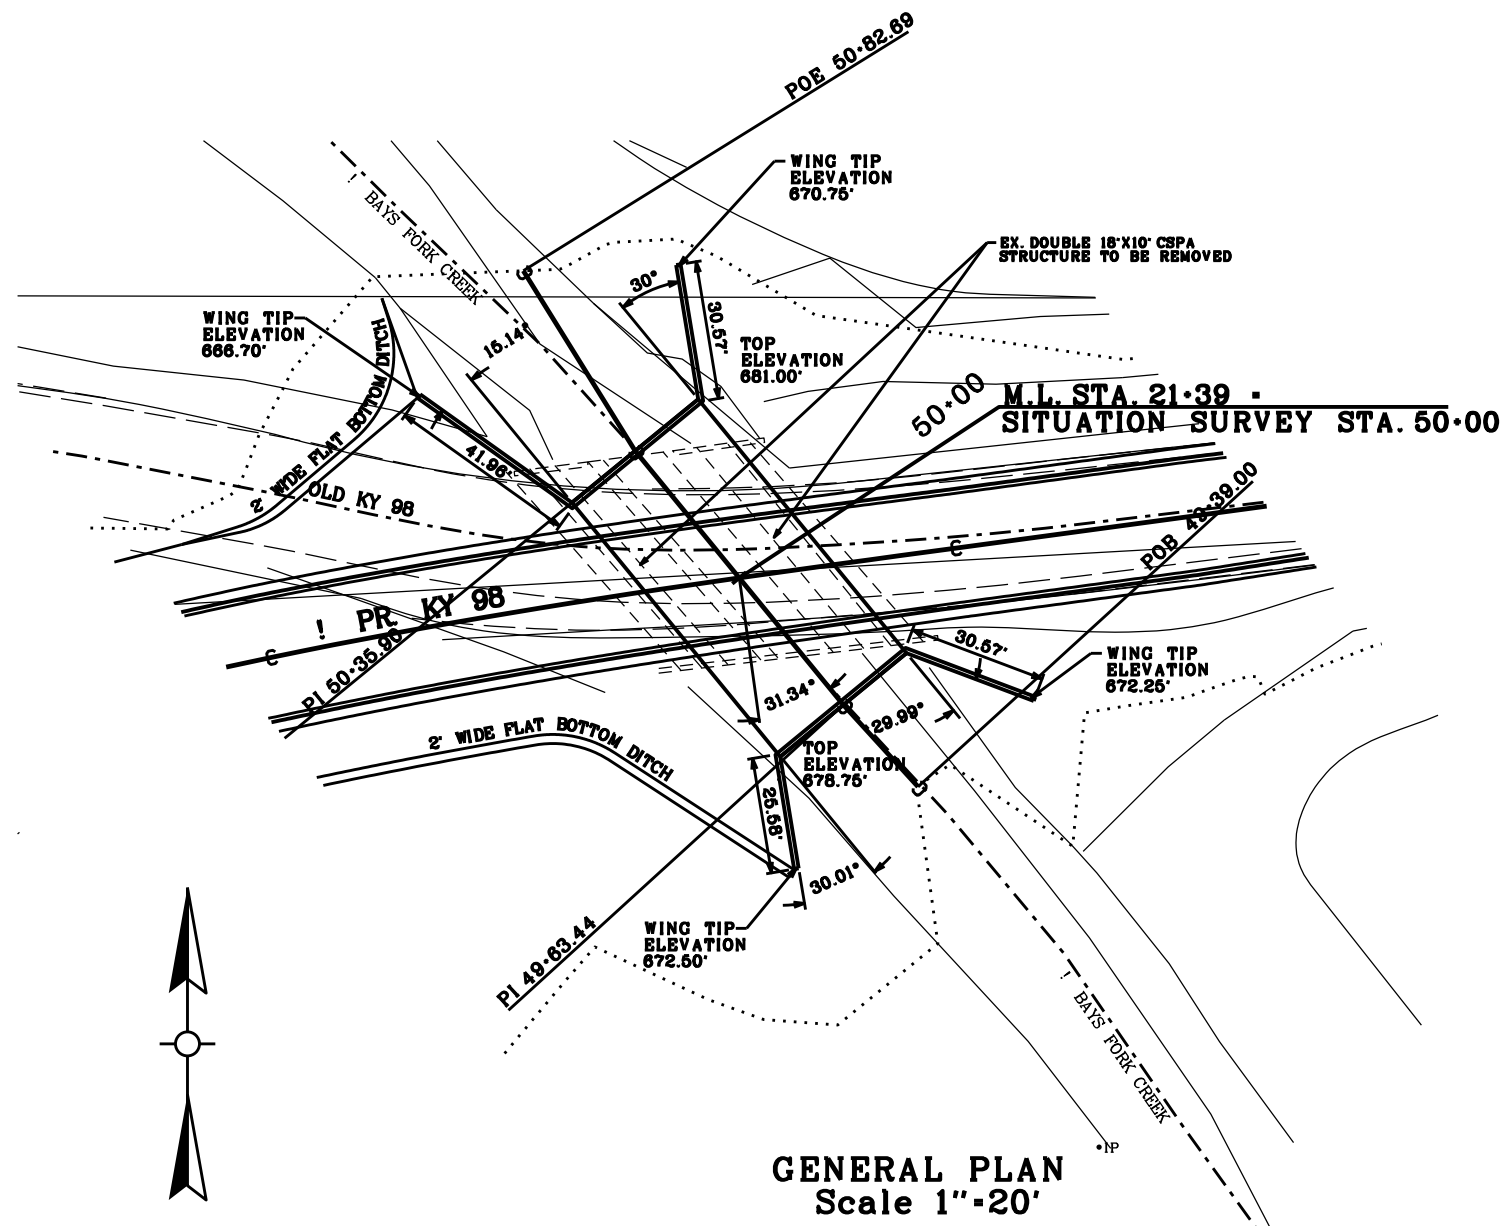 POE 50+82.69
WING TIP
ELEVATION
670.75'
! BAYS FORK CREEK
EX. DOUBLE 18'X10' CSPA
STRUCTURE TO BE REMOVED
30°
30.57'
WING TIP
ELEVATION
666.70'
15.14°
TOP
ELEVATION
681.00'
50+00
M.L. STA. 21+39 =
SITUATION SURVEY STA. 50+00
2' WIDE FLAT BOTTOM DITCH
41.96'
OLD KY 98
49+39.00
POB
! PR. KY 98
PI 50+35.90
30.57'
WING TIP
ELEVATION
672.25'
31.34°
29.99°
2' WIDE FLAT BOTTOM DITCH
TOP
ELEVATION
678.75'
25.58'
30.01°
WING TIP
ELEVATION
672.50'
PI 49+63.44
! BAYS FORK CREEK
IP
GENERAL PLAN
Scale 1"=20'